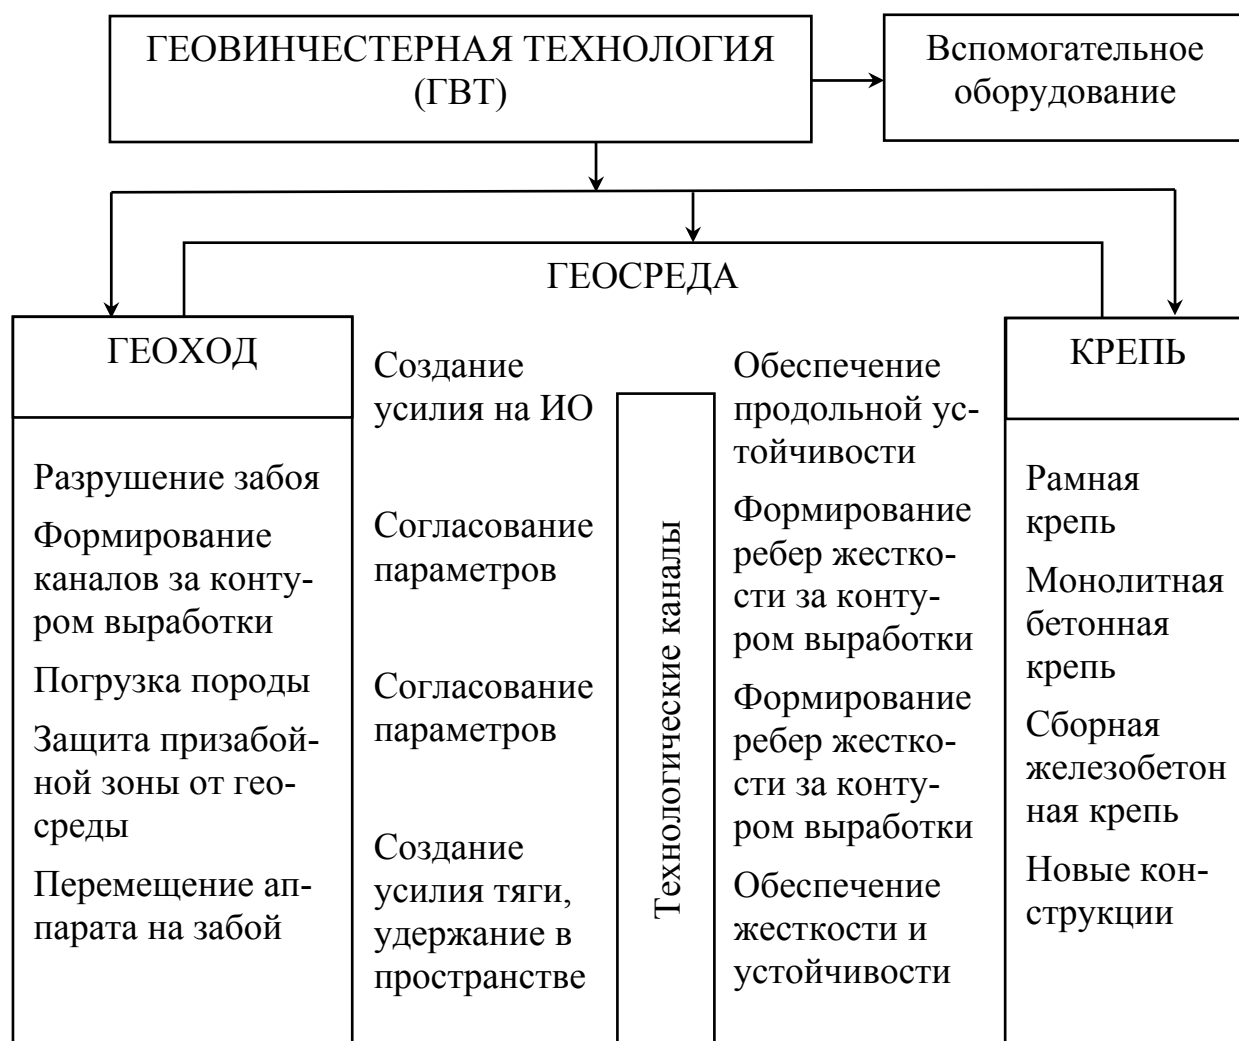 ГЕОВИНЧЕСТЕРНАЯ ТЕХНОЛОГИЯ
(ГВТ)
Вспомогательное
оборудование
ГЕОСРЕДА
ГЕОХОД
Разрушение забоя
Формирование
каналов за конту-
ром выработки
Погрузка породы
Защита призабой-
ной зоны от гео-
среды
Перемещение ап-
парата на забой
Создание
усилия на ИО
Согласование
параметров
Согласование
параметров
Создание
усилия тяги,
удержание в
пространстве
Технологические каналы
Обеспечение
продольной ус-
тойчивости
Формирование
ребер жестко-
сти за конту-
ром выработки
Формирование
ребер жестко-
сти за конту-
ром выработки
Обеспечение
жесткости и
устойчивости
КРЕПЬ
Рамная
крепь
Монолитная
бетонная
крепь
Сборная
железобетон
ная крепь
Новые кон-
струкции